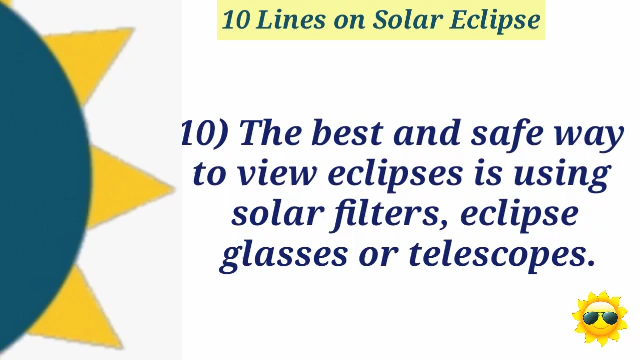 10 Lines on Solar Eclipse
10) The best and safe way
to view eclipses is using
solar filters, eclipse
glasses or telescopes.